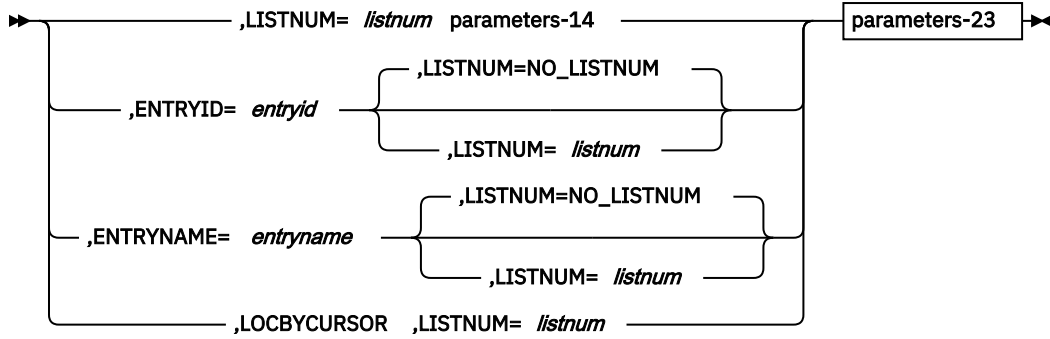 ,LISTNUM= listnum parameters-14 parameters-23
,LISTNUM=NO_LISTNUM
,ENTRYID= entryid
,LISTNUM= listnum
,LISTNUM=NO_LISTNUM
,ENTRYNAME= entryname
,LISTNUM= listnum
,LOCBYCURSOR ,LISTNUM= listnum